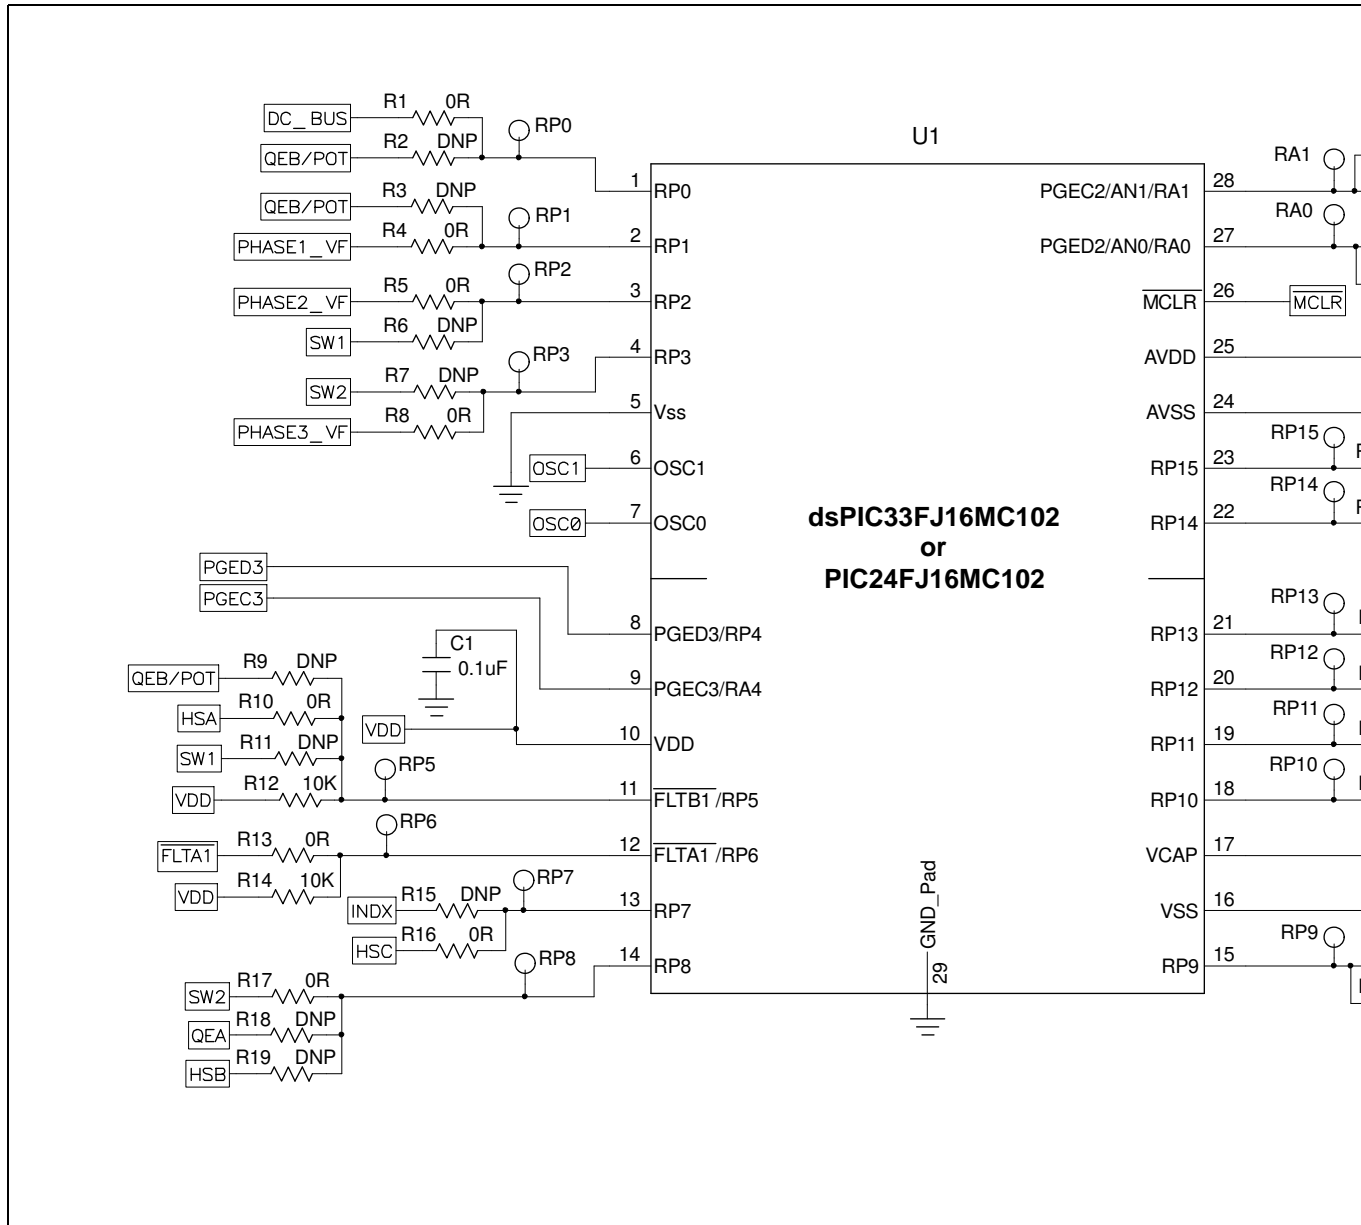 R1 0R
DC_BUS
RP0
R2 DNP
QEB/POT
U1
R3 DNP
QEB/POT
RP1
R4 0R
PHASE1_VF
RP2
R5 0R
PHASE2_VF
R6 DNP
SW1
RP3
R7 DNP
SW2
R8 0R
PHASE3_VF
OSC1
OSC0
PGED3
PGEC3
C1
0.1uF
R9 DNP
QEB/POT
R10 0R
HSA
VDD
R11 DNP
SW1
RP5
R12 10K
VDD
RP6
R13 0R
FLTA1
R14 10K
VDD
RP7
R15 DNP
INDX
R16 0R
HSC
RP8
R17 0R
SW2
R18 DNP
QEA
R19 DNP
HSB
1 RP0
2 RP1
3 RP2
4 RP3
5 Vss
6 OSC1
7 OSC0
8 PGED3/RP4
9 PGEC3/RA4
10 VDD
11 FLTB1/RP5
12 FLTA1/RP6
13 RP7
14 RP8
dsPIC33FJ16MC102
or
PIC24FJ16MC102
GND_Pad
29
PGEC2/AN1/RA1 28
RA1
PGED2/AN0/RA0 27
RA0
MCLR 26
MCLR
AVDD 25
AVSS 24
RP15 23
RP15
RP14 22
RP14
RP13 21
RP13
RP12 20
RP12
RP11 19
RP11
RP10 18
RP10
VCAP 17
VSS 16
RP9 15
RP9